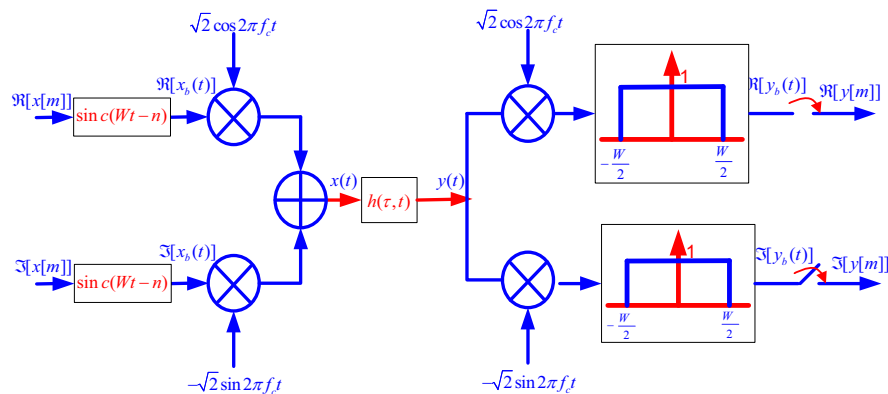 √2 cos 2πf_c t
√2 cos 2πf_c t
ℜ[x[m]]
sin c(Wt−n)
ℜ[x_b(t)]
1
−W/2
W/2
ℜ[y_b(t)]
ℜ[y[m]]
x(t)
h(τ,t)
y(t)
ℑ[x[m]]
sin c(Wt−n)
ℑ[x_b(t)]
1
−W/2
W/2
ℑ[y_b(t)]
ℑ[y[m]]
−√2 sin 2πf_c t
−√2 sin 2πf_c t